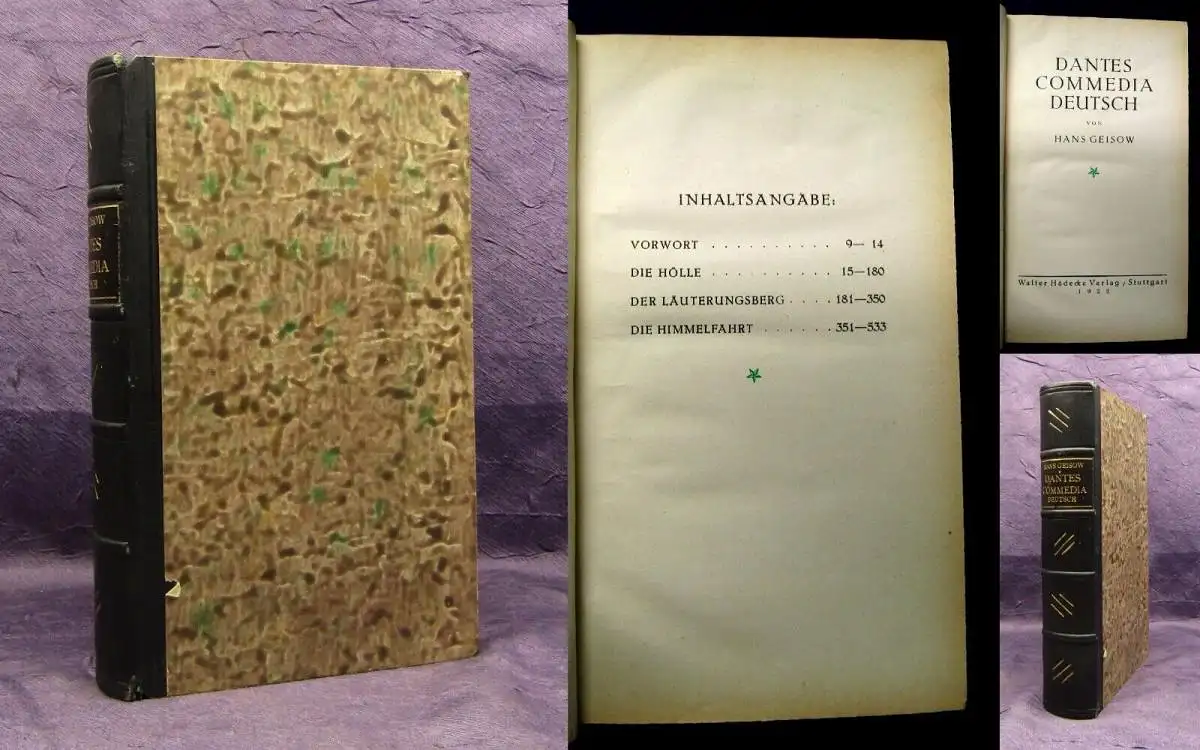 INHALTSANGABE:
VORWORT . . . . . . . . . . 9—14
DIE HÖLLE . . . . . . . . . . 15—180
DER LÄUTERUNGSBERG . . . . 181—350
DIE HIMMELFAHRT . . . . . . 351—533
DANTES
COMMEDIA
DEUTSCH
VON
HANS GEISOW
Walter Hädecke Verlag / Stuttgart
1922
HANS GEISOW
DANTES
COMMEDIA
DEUTSCH